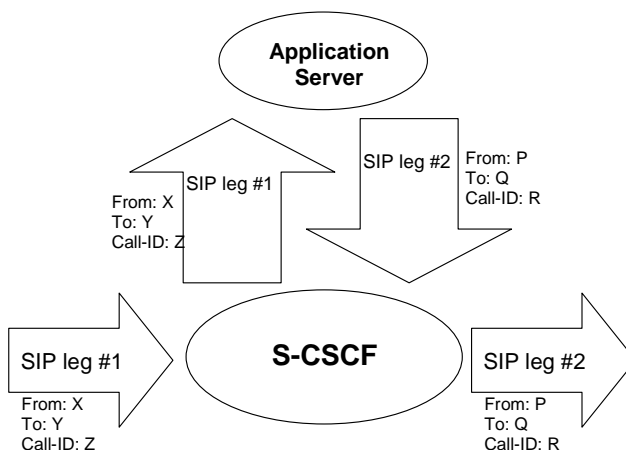 Application
Server
SIP leg #1
From: X
To: Y
Call-ID: Z
SIP leg #2
From: P
To: Q
Call-ID: R
SIP leg #1
From: X
To: Y
Call-ID: Z
S-CSCF
SIP leg #2
From: P
To: Q
Call-ID: R